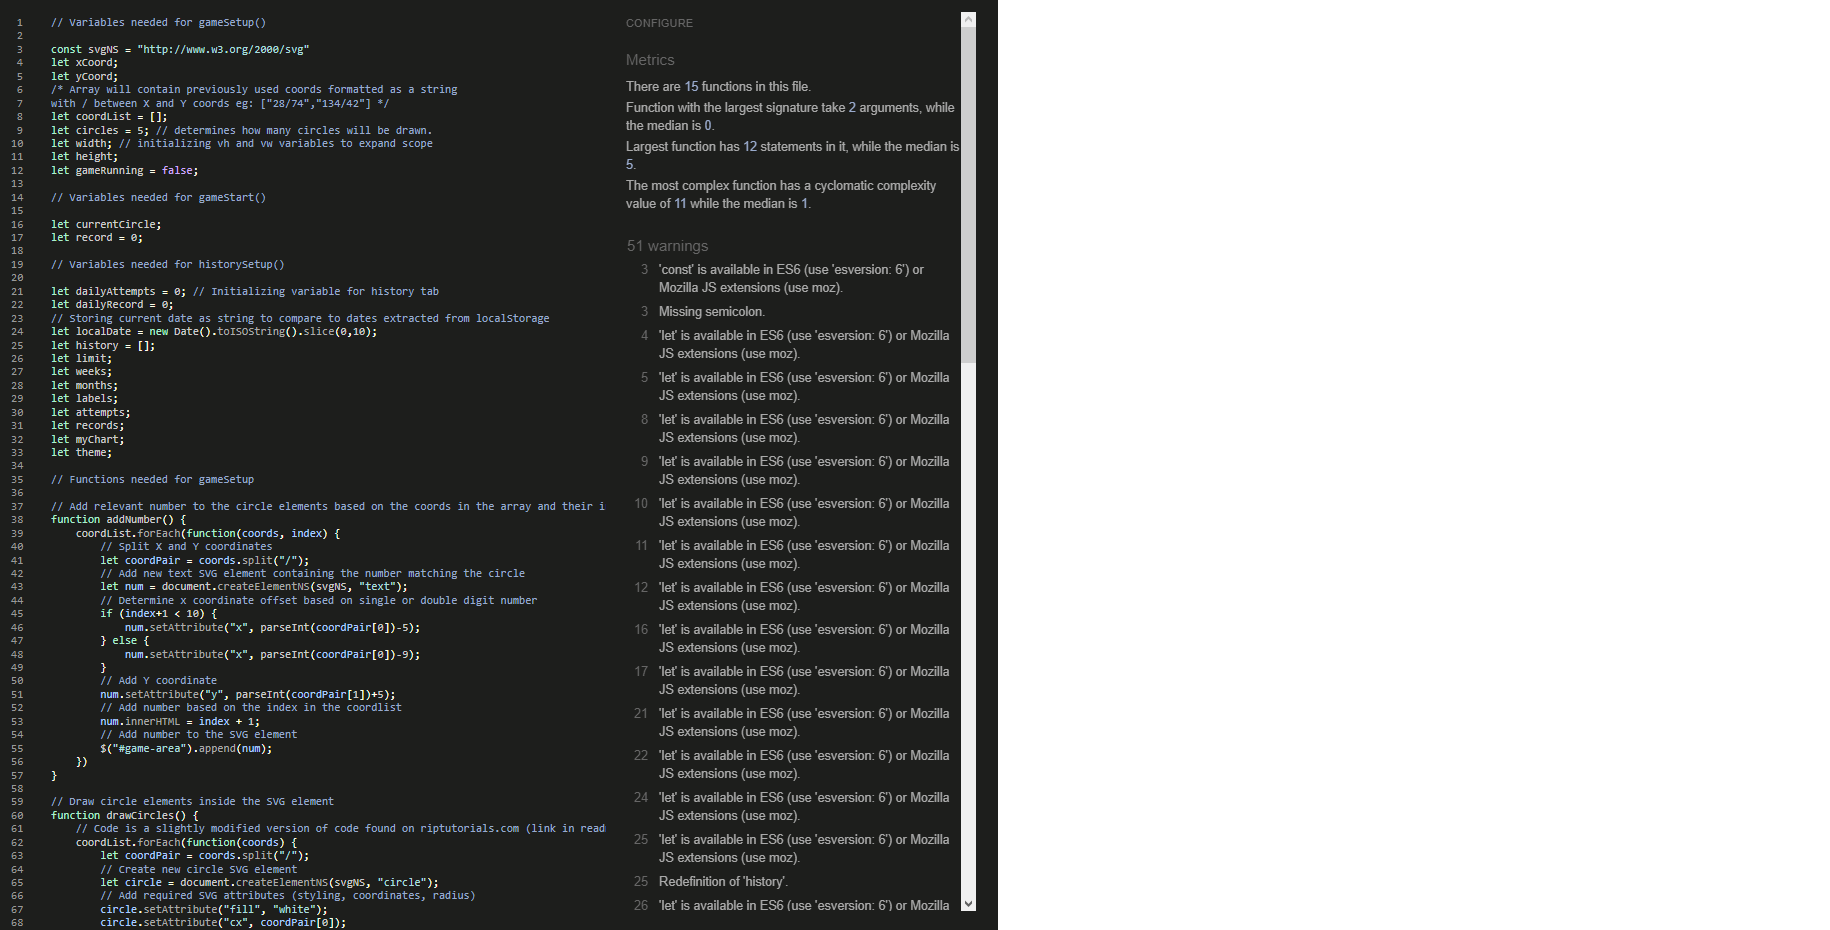 1 // Variables needed for gameSetup()
2
3 const svgNS = "http://www.w3.org/2000/svg"
4 let xCoord;
5 let yCoord;
6 /* Array will contain previously used coords formatted as a string
7 with / between X and Y coords eg: ["28/74","134/42"] */
8 let coordList = [];
9 let circles = 5; // determines how many circles will be drawn.
10 let width; // initializing vh and vw variables to expand scope
11 let height;
12 let gameRunning = false;
13
14 // Variables needed for gameStart()
15
16 let currentCircle;
17 let record = 0;
18
19 // Variables needed for historySetup()
20
21 let dailyAttempts = 0; // Initializing variable for history tab
22 let dailyRecord = 0;
23 // Storing current date as string to compare to dates extracted from localStorage
24 let localDate = new Date().toISOString().slice(0,10);
25 let history = [];
26 let limit;
27 let weeks;
28 let months;
29 let labels;
30 let attempts;
31 let records;
32 let myChart;
33 let theme;
34
35 // Functions needed for gameSetup
36
37 // Add relevant number to the circle elements based on the coords in the array and their i
38 function addNumber() {
39 coordList.forEach(function(coords, index) {
40 // Split X and Y coordinates
41 let coordPair = coords.split("/");
42 // Add new text SVG element containing the number matching the circle
43 let num = document.createElementNS(svgNS, "text");
44 // Determine x coordinate offset based on single or double digit number
45 if (index+1 < 10) {
46 num.setAttribute("x", parseInt(coordPair[0])-5);
47 } else {
48 num.setAttribute("x", parseInt(coordPair[0])-9);
49 }
50 // Add Y coordinate
51 num.setAttribute("y", parseInt(coordPair[1])+5);
52 // Add number based on the index in the coordlist
53 num.innerHTML = index + 1;
54 // Add number to the SVG element
55 $("#game-area").append(num);
56 })
57 }
58
59 // Draw circle elements inside the SVG element
60 function drawCircles() {
61 // Code is a slightly modified version of code found on riptutorials.com (link in read
62 coordList.forEach(function(coords) {
63 let coordPair = coords.split("/");
64 // Create new circle SVG element
65 let circle = document.createElementNS(svgNS, "circle");
66 // Add required SVG attributes (styling, coordinates, radius)
67 circle.setAttribute("fill", "white");
68 circle.setAttribute("cx", coordPair[0]);
CONFIGURE
Metrics
There are 15 functions in this file.
Function with the largest signature take 2 arguments, while
the median is 0.
Largest function has 12 statements in it, while the median is
5.
The most complex function has a cyclomatic complexity
value of 11 while the median is 1.
51 warnings
3 'const' is available in ES6 (use 'esversion: 6') or
Mozilla JS extensions (use moz).
3 Missing semicolon.
4 'let' is available in ES6 (use 'esversion: 6') or Mozilla
JS extensions (use moz).
5 'let' is available in ES6 (use 'esversion: 6') or Mozilla
JS extensions (use moz).
8 'let' is available in ES6 (use 'esversion: 6') or Mozilla
JS extensions (use moz).
9 'let' is available in ES6 (use 'esversion: 6') or Mozilla
JS extensions (use moz).
10 'let' is available in ES6 (use 'esversion: 6') or Mozilla
JS extensions (use moz).
11 'let' is available in ES6 (use 'esversion: 6') or Mozilla
JS extensions (use moz).
12 'let' is available in ES6 (use 'esversion: 6') or Mozilla
JS extensions (use moz).
16 'let' is available in ES6 (use 'esversion: 6') or Mozilla
JS extensions (use moz).
17 'let' is available in ES6 (use 'esversion: 6') or Mozilla
JS extensions (use moz).
21 'let' is available in ES6 (use 'esversion: 6') or Mozilla
JS extensions (use moz).
22 'let' is available in ES6 (use 'esversion: 6') or Mozilla
JS extensions (use moz).
24 'let' is available in ES6 (use 'esversion: 6') or Mozilla
JS extensions (use moz).
25 'let' is available in ES6 (use 'esversion: 6') or Mozilla
JS extensions (use moz).
25 Redefinition of 'history'.
26 'let' is available in ES6 (use 'esversion: 6') or Mozilla